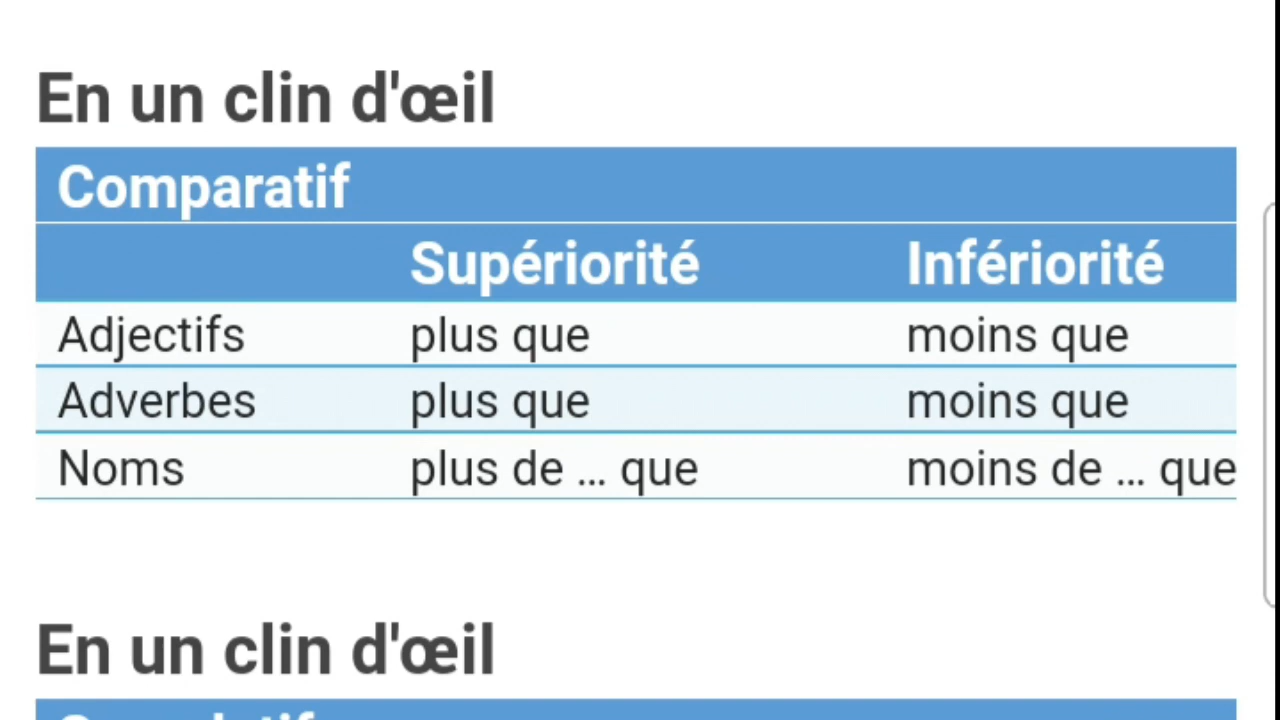 En un clin d'œil
Comparatif
Supériorité Infériorité
Adjectifs plus que moins que
Adverbes plus que moins que
Noms plus de ... que moins de ... que
En un clin d'œil